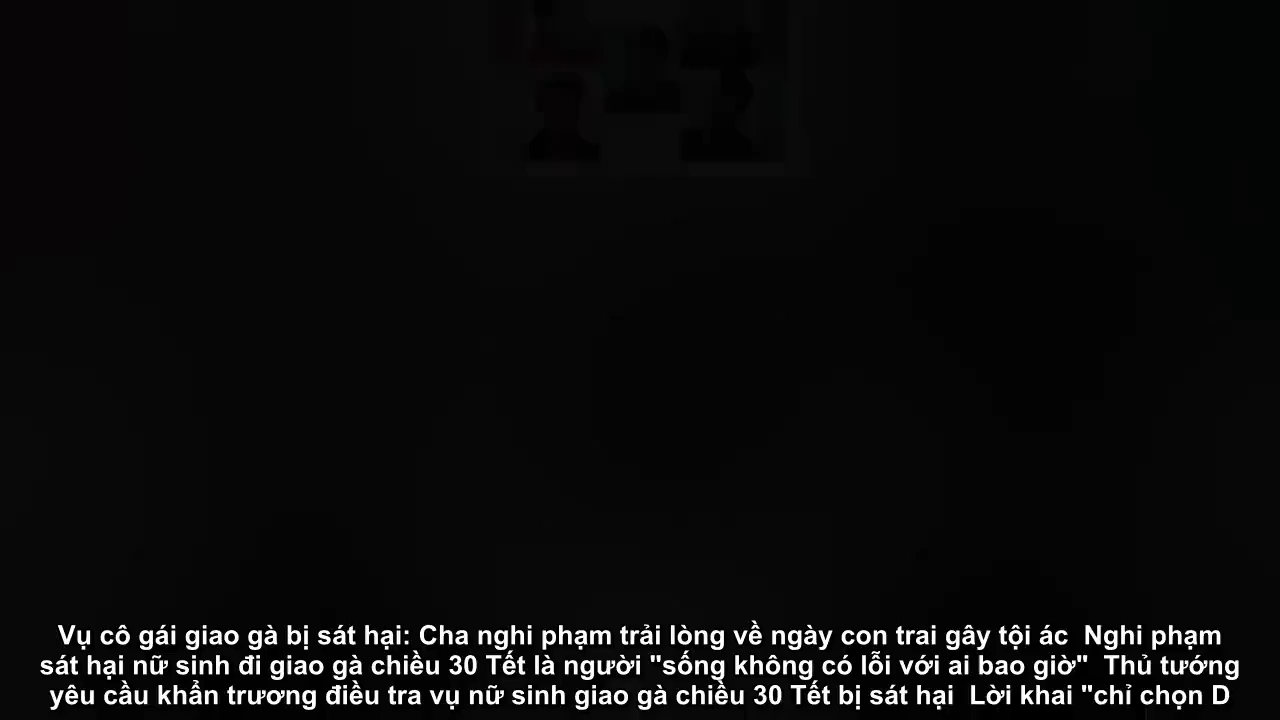 Vụ cô gái giao gà bị sát hại: Cha nghi phạm trải lòng về ngày con trai gây tội ác  Nghi phạm
sát hại nữ sinh đi giao gà chiều 30 Tết là người "sống không có lỗi với ai bao giờ"  Thủ tướng
yêu cầu khẩn trương điều tra vụ nữ sinh giao gà chiều 30 Tết bị sát hại  Lời khai "chỉ chọn D